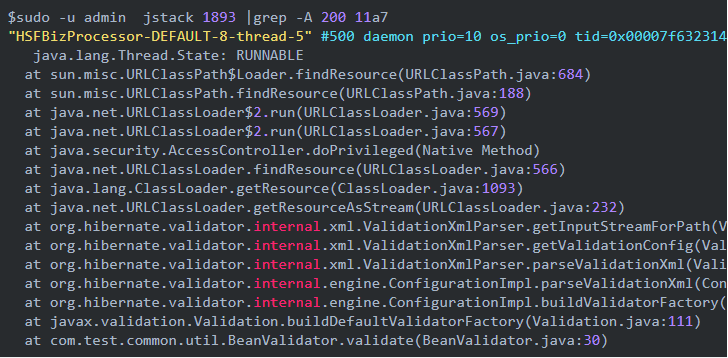 $sudo -u admin  jstack 1893 |grep -A 200 11a7
"HSFBizProcessor-DEFAULT-8-thread-5" #500 daemon prio=10 os_prio=0 tid=0x00007f632314
java.lang.Thread.State: RUNNABLE
at sun.misc.URLClassPath$Loader.findResource(URLClassPath.java:684)
at sun.misc.URLClassPath.findResource(URLClassPath.java:188)
at java.net.URLClassLoader$2.run(URLClassLoader.java:569)
at java.net.URLClassLoader$2.run(URLClassLoader.java:567)
at java.security.AccessController.doPrivileged(Native Method)
at java.net.URLClassLoader.findResource(URLClassLoader.java:566)
at java.lang.ClassLoader.getResource(ClassLoader.java:1093)
at java.net.URLClassLoader.getResourceAsStream(URLClassLoader.java:232)
at org.hibernate.validator.internal.xml.ValidationXmlParser.getInputStreamForPath(V
at org.hibernate.validator.internal.xml.ValidationXmlParser.getValidationConfig(Val
at org.hibernate.validator.internal.xml.ValidationXmlParser.parseValidationXml(Vali
at org.hibernate.validator.internal.engine.ConfigurationImpl.parseValidationXml(Con
at org.hibernate.validator.internal.engine.ConfigurationImpl.buildValidatorFactory(
at javax.validation.Validation.buildDefaultValidatorFactory(Validation.java:111)
at com.test.common.util.BeanValidator.validate(BeanValidator.java:30)